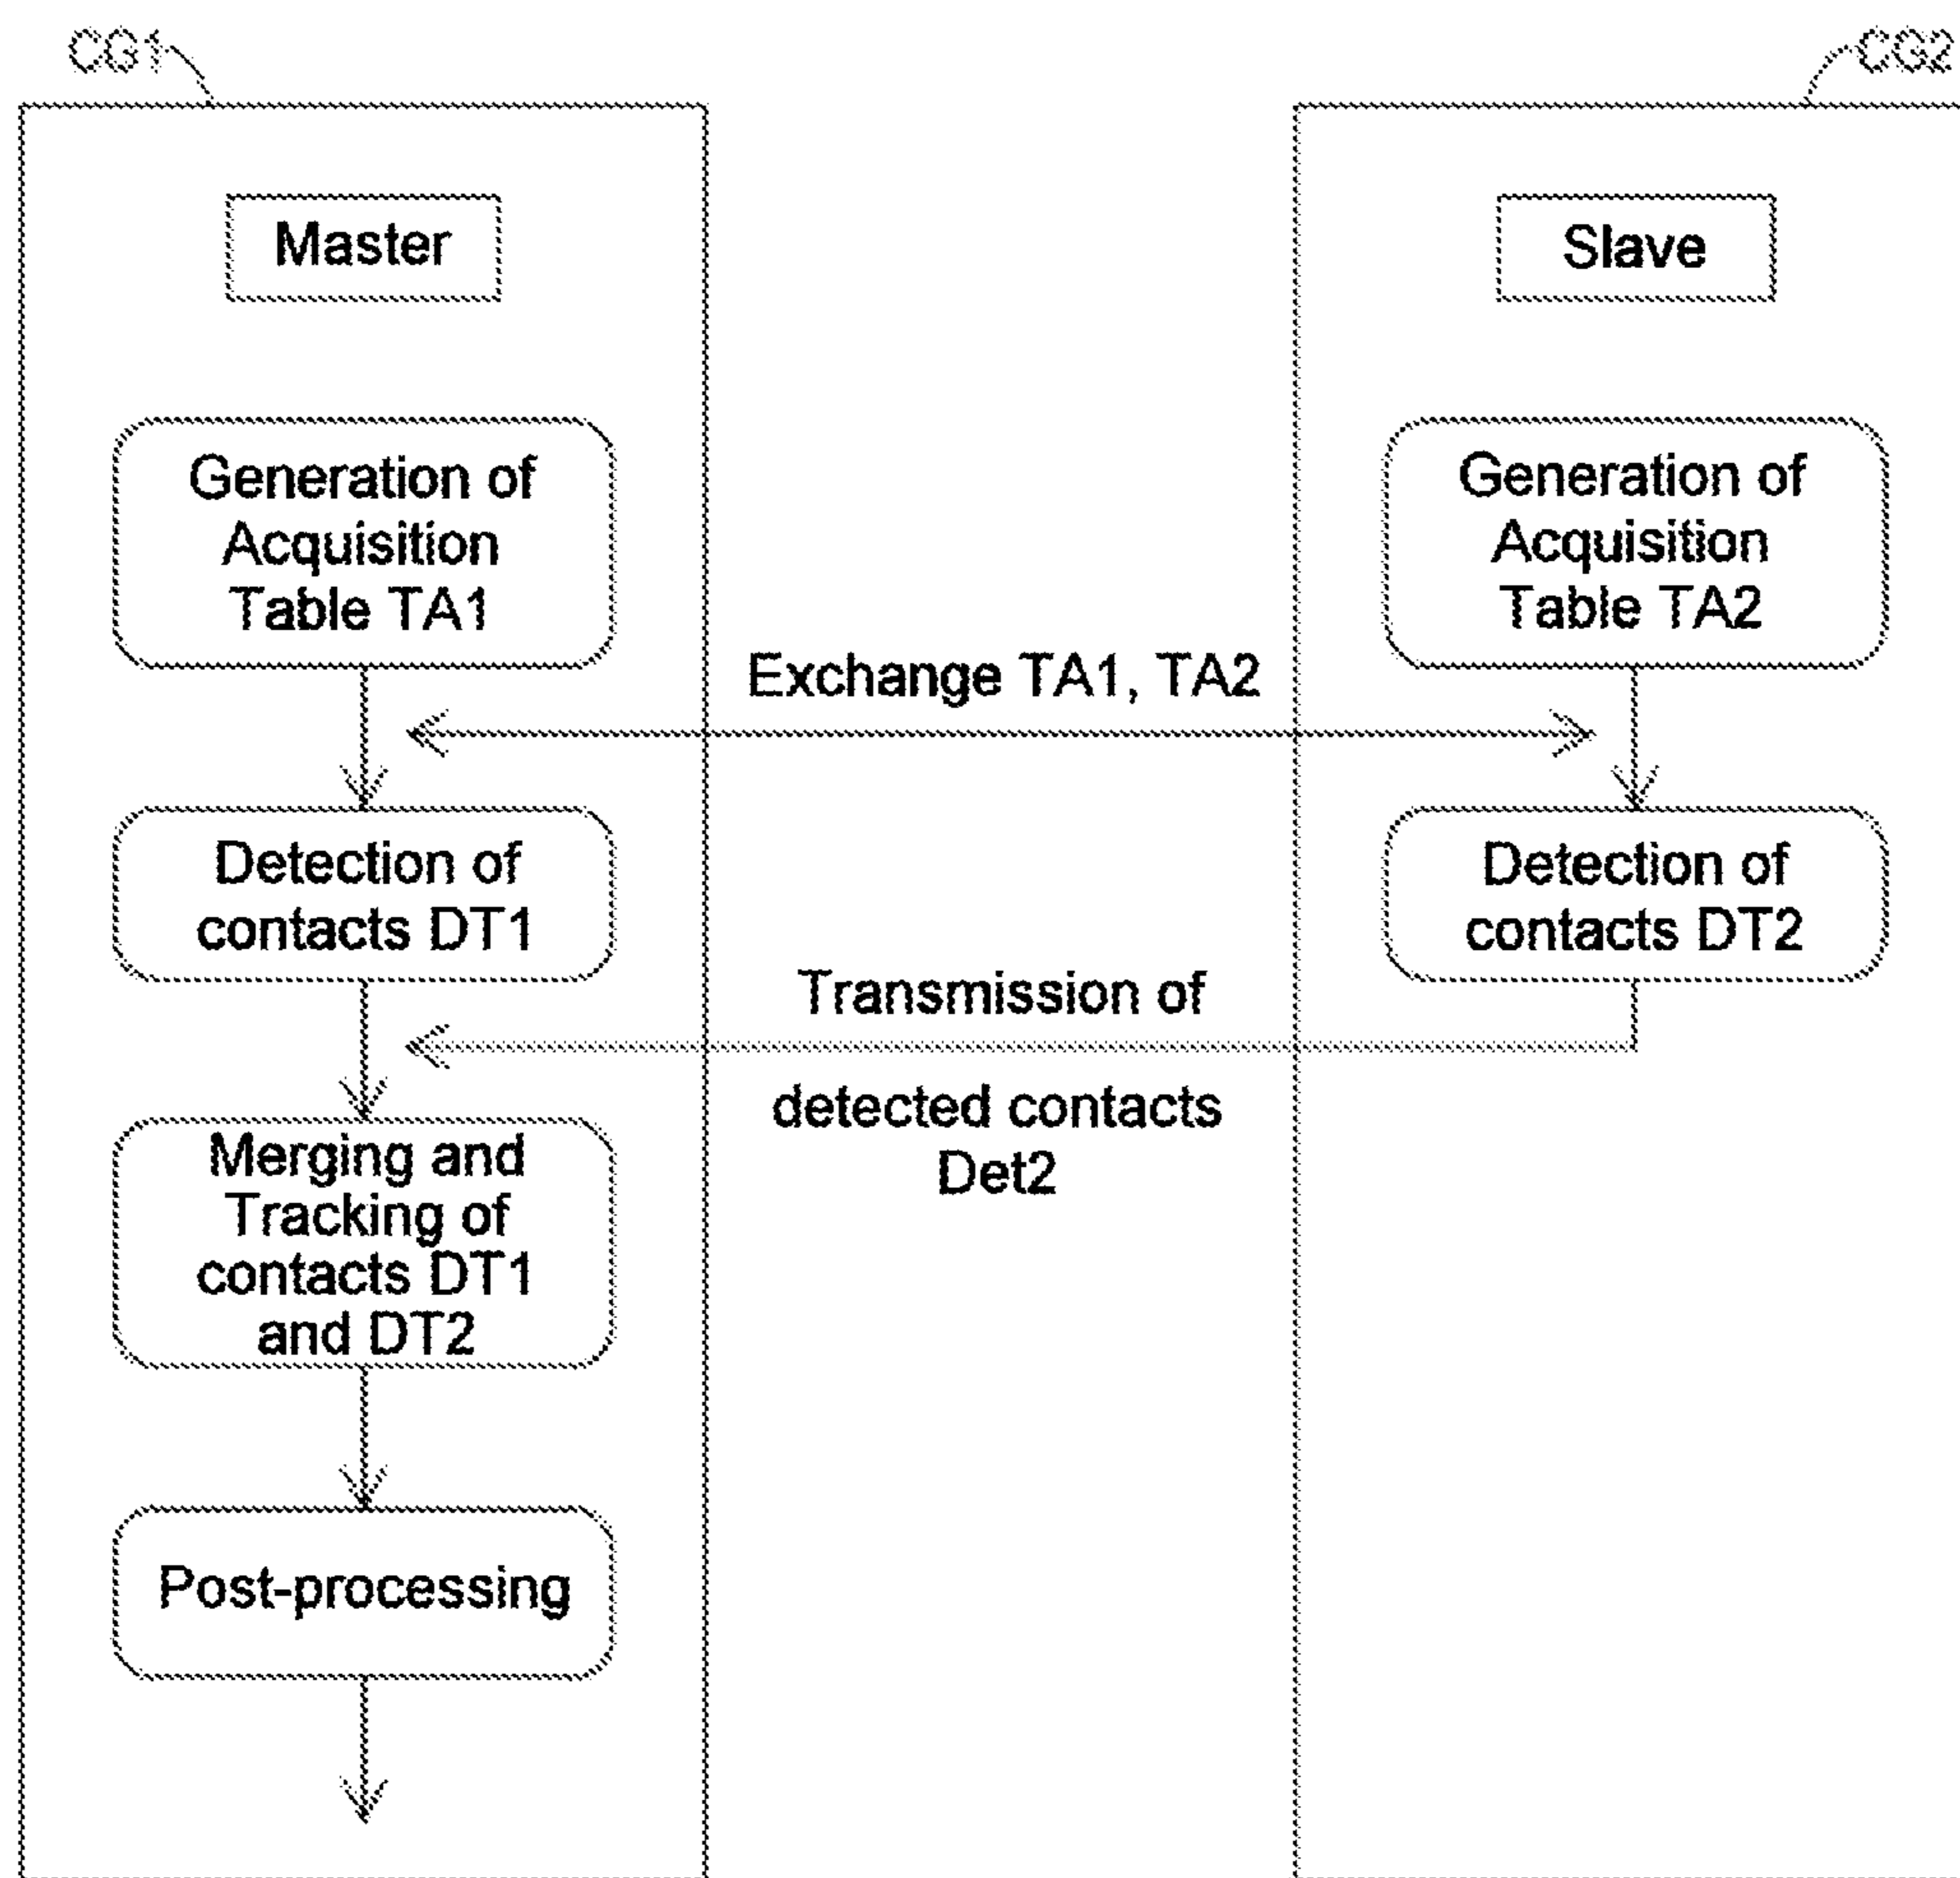 CG1
CG2
Master
Slave
Generation of
Acquisition
Table TA1
Generation of
Acquisition
Table TA2
Exchange TA1, TA2
Detection of
contacts DT1
Detection of
contacts DT2
Transmission of
detected contacts
Det2
Merging and
Tracking of
contacts DT1
and DT2
Post-processing